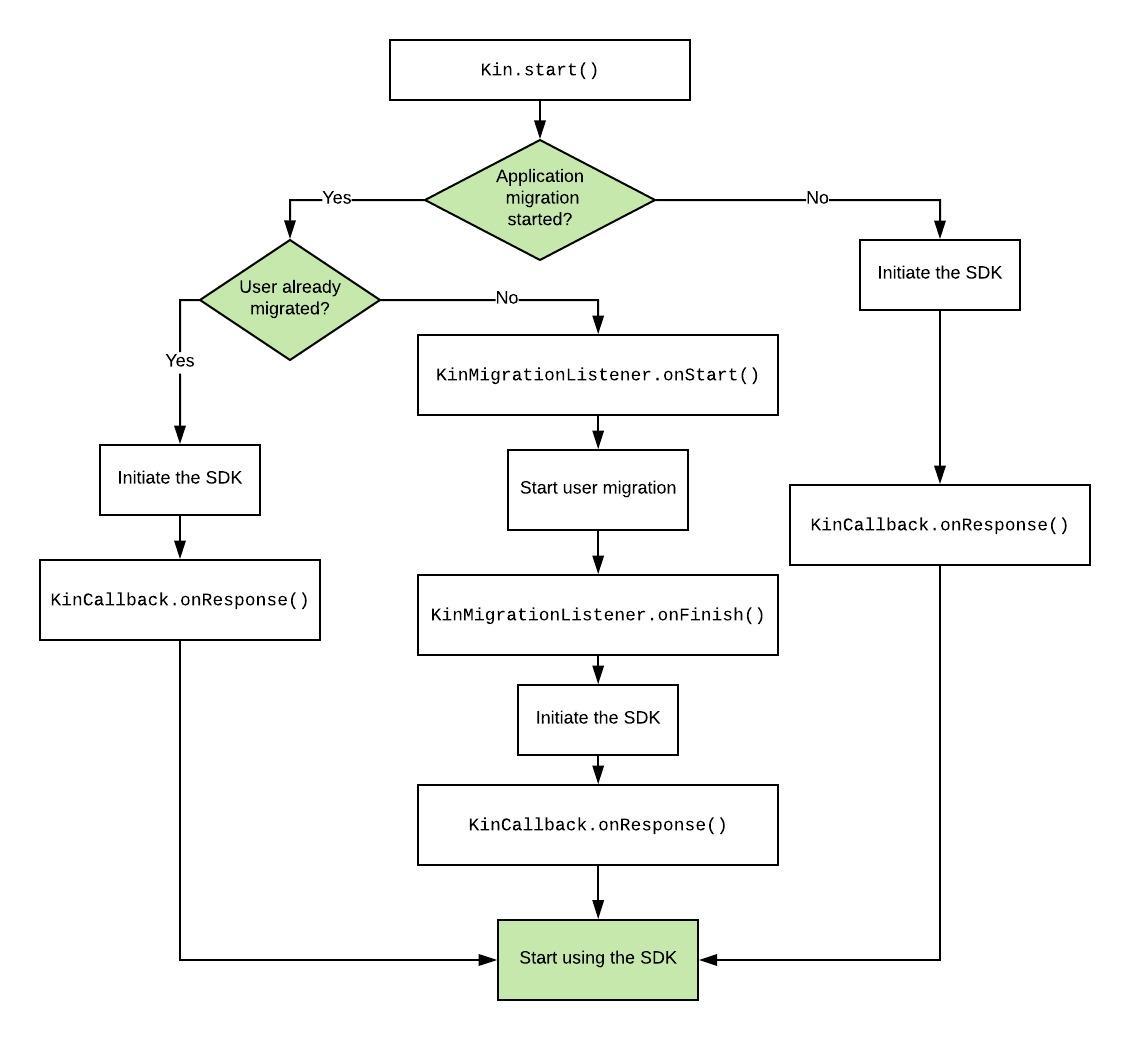 Kin.start()
Application
migration
started?
Yes
No
User already
migrated?
Initiate the SDK
No
Yes
KinMigrationListener.onStart()
Initiate the SDK
Start user migration
KinCallback.onResponse()
KinCallback.onResponse()
KinMigrationListener.onFinish()
Initiate the SDK
KinCallback.onResponse()
Start using the SDK